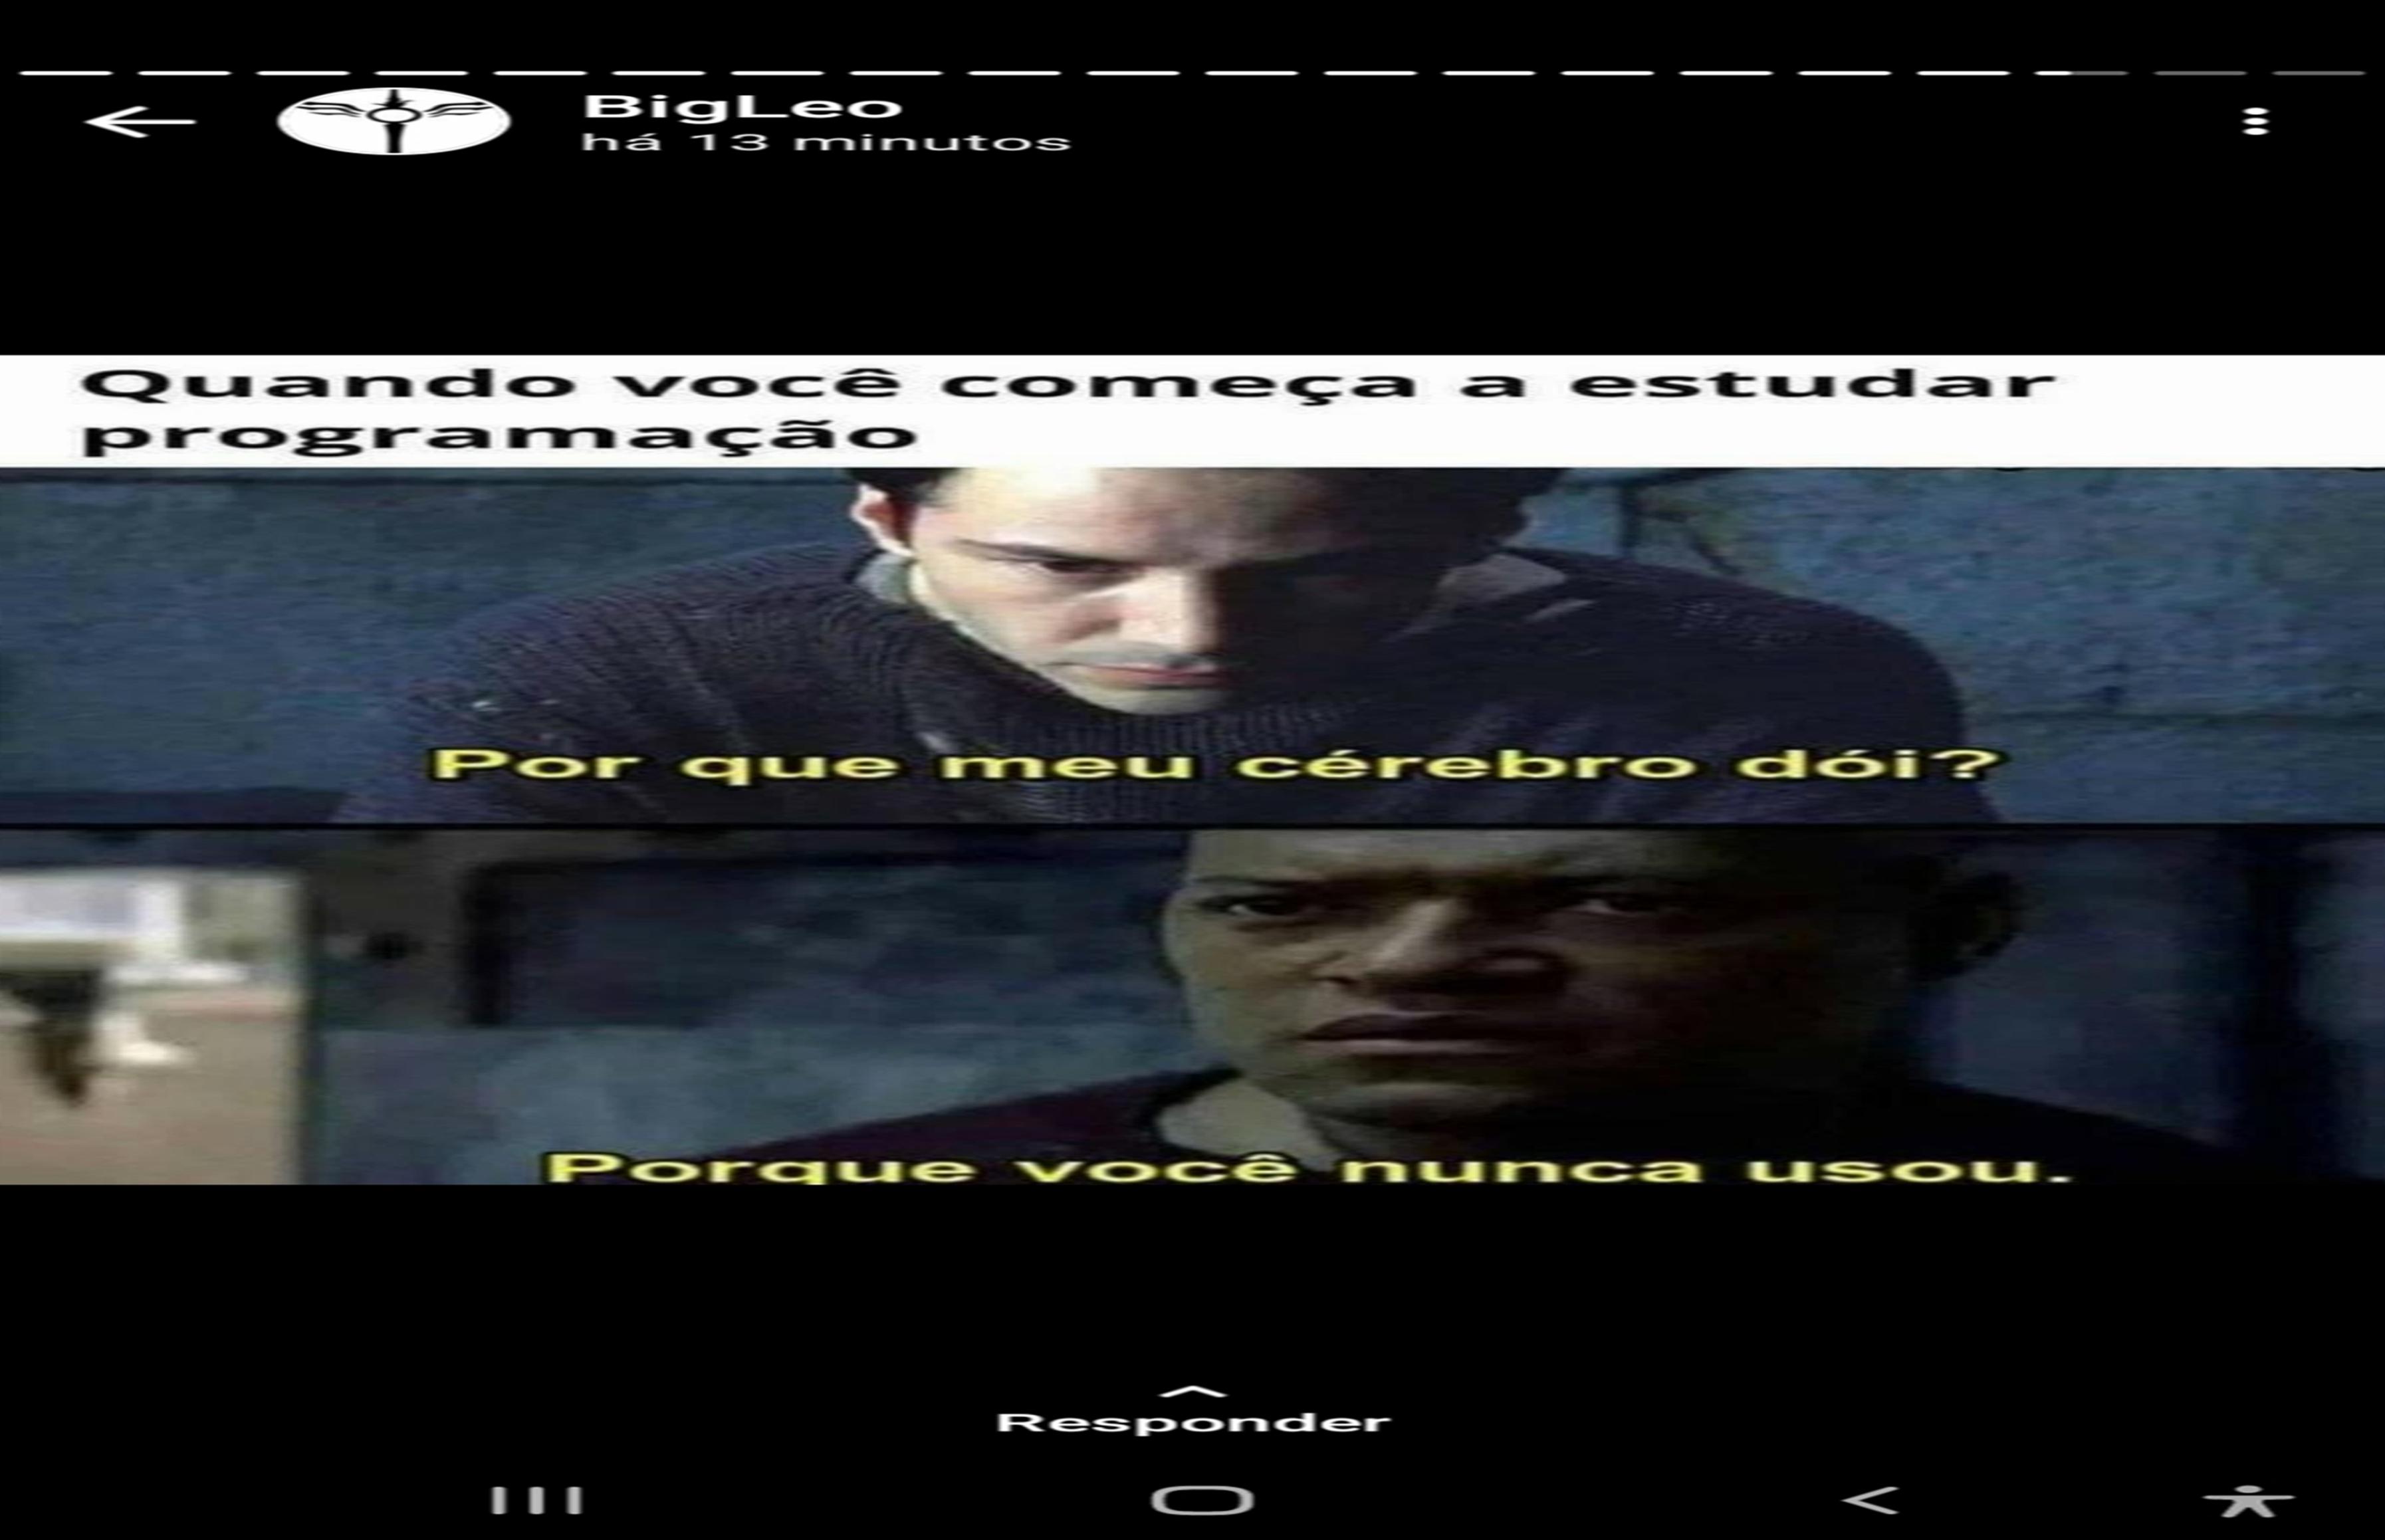 BigLeo
há 13 minutos
Quando você começa a estudar
programação
Por que meu cérebro dói?
Porque você nunca usou.
Responder